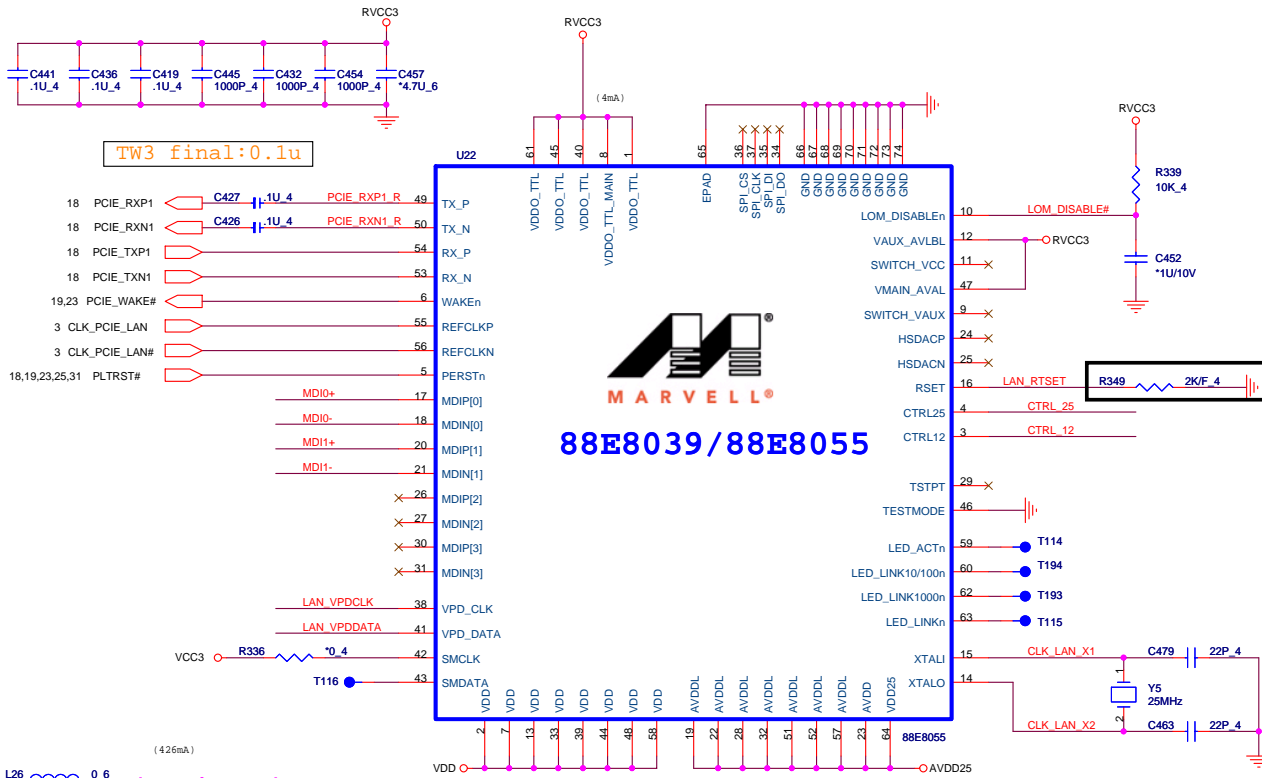 RVCC3
C441
.1U_4
C436
.1U_4
C419
.1U_4
C445
1000P_4
C432
1000P_4
C454
1000P_4
C457
*4.7U_6
TW3 final:0.1u
RVCC3
(4mA)
RVCC3
R339
10K_4
C452
*1U/10V
U22
61 VDDO_TTL
45 VDDO_TTL
40 VDDO_TTL
8 VDDO_TTL_MAIN
1 VDDO_TTL
65 EPAD
36 SPI_CS
37 SPI_CLK
35 SPI_DI
34 SPI_DO
66 GND
67 GND
68 GND
69 GND
70 GND
71 GND
72 GND
73 GND
74 GND
18 PCIE_RXP1 C427 .1U_4 PCIE_RXP1_R 49 TX_P
18 PCIE_RXN1 C426 .1U_4 PCIE_RXN1_R 50 TX_N
18 PCIE_TXP1 54 RX_P
18 PCIE_TXN1 53 RX_N
19,23 PCIE_WAKE# 6 WAKEn
3 CLK_PCIE_LAN 55 REFCLKP
3 CLK_PCIE_LAN# 56 REFCLKN
18,19,23,25,31 PLTRST# 5 PERSTn
MDI0+ 17 MDIP[0]
MDI0- 18 MDIN[0]
MDI1+ 20 MDIP[1]
MDI1- 21 MDIN[1]
26 MDIP[2]
27 MDIN[2]
30 MDIP[3]
31 MDIN[3]
LAN_VPDCLK 38 VPD_CLK
LAN_VPDDATA 41 VPD_DATA
VCC3 R336 *0_4 42 SMCLK
T116 43 SMDATA
MARVELL®
®
88E8039/88E8055
LOM_DISABLEn 10 LOM_DISABLE#
VAUX_AVLBL 12 RVCC3
SWITCH_VCC 11
VMAIN_AVAL 47
SWITCH_VAUX 9
HSDACP 24
HSDACN 25
RSET 16 LAN_RTSET R349 2K/F_4
CTRL25 4 CTRL_25
CTRL12 3 CTRL_12
TSTPT 29
TESTMODE 46
LED_ACTn 59 T114
LED_LINK10/100n 60 T194
LED_LINK1000n 62 T193
LED_LINKn 63 T115
XTALI 15 CLK_LAN_X1 C479 22P_4
1
Y5
25MHz
2
XTALO 14 CLK_LAN_X2 C463 22P_4
VDD 2
VDD 7
VDD 13
VDD 33
VDD 39
VDD 44
VDD 48
VDD 58
AVDDL 19
AVDDL 22
AVDDL 28
AVDDL 32
AVDDL 51
AVDDL 52
AVDDL 57
AVDD 23
VDD25 64
88E8055
VDD
AVDD25
(426mA)
L26 0_6